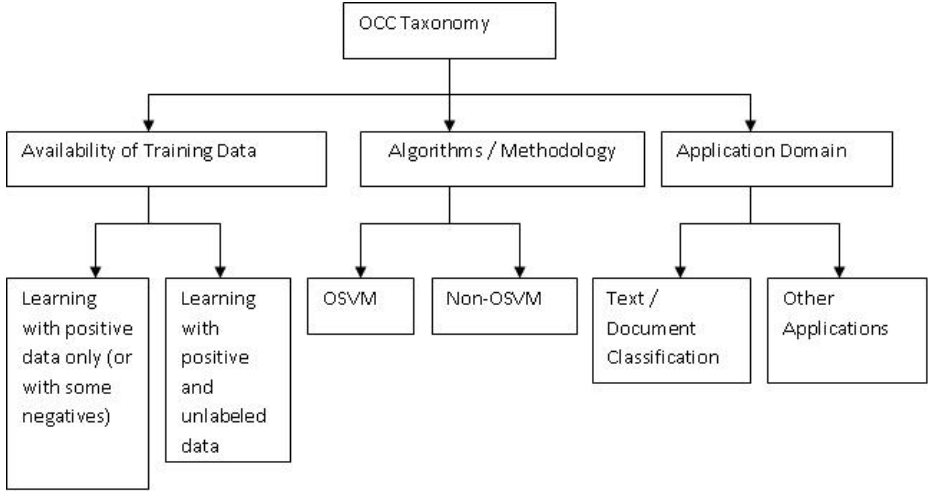 OCC Taxonomy
Availability of Training Data
Algorithms / Methodology
Application Domain
Learning
with positive
data only (or
with some
negatives)
Learning
with
positive
and
unlabeled
data
OSVM
Non-OSVM
Text /
Document
Classification
Other
Applications